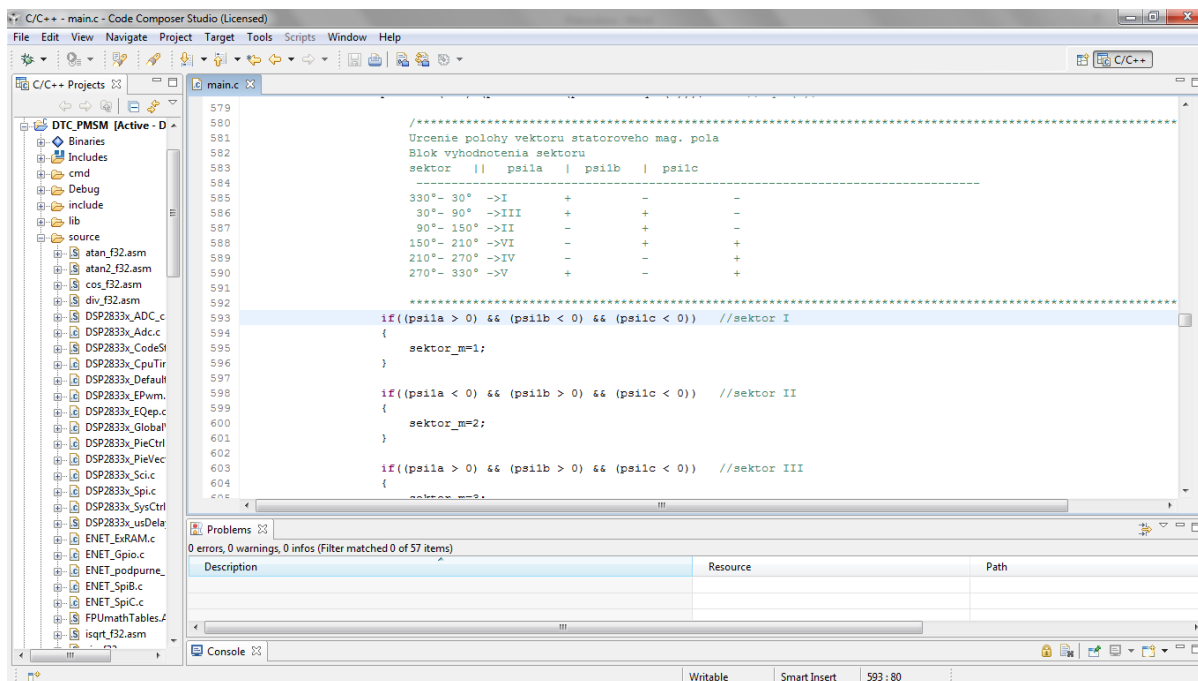 C/C++ - main.c - Code Composer Studio (Licensed)
File Edit View Navigate Project Target Tools Scripts Window Help
C/C++
C/C++ Projects
main.c
DTC_PMSM [Active - D
Binaries
Includes
cmd
Debug
include
lib
source
atan_f32.asm
atan2_f32.asm
cos_f32.asm
div_f32.asm
DSP2833x_ADC_c
DSP2833x_Adc.c
DSP2833x_CodeSt
DSP2833x_CpuTir
DSP2833x_Default
DSP2833x_EPwm.
DSP2833x_EQep.c
DSP2833x_Global
DSP2833x_PieCtrl
DSP2833x_PieVec
DSP2833x_Sci.c
DSP2833x_Spi.c
DSP2833x_SysCtrl
DSP2833x_usDela
ENET_ExRAM.c
ENET_Gpio.c
ENET_podpurne_
ENET_SpiB.c
ENET_SpiC.c
FPUmathTables.A
isqrt_f32.asm
579
580 /************************************************************************************************************
581 Urcenie polohy vektoru statoroveho mag. pola
582 Blok vyhodnotenia sektoru
583 sektor || psi1a | psi1b | psi1c
584 --------------------------------------------------------------------------------
585 330°- 30° ->I + - -
586 30°- 90° ->III + + -
587 90°- 150° ->II - + -
588 150°- 210° ->VI - + +
589 210°- 270° ->IV - - +
590 270°- 330° ->V + - +
591
592 ************************************************************************************************************
593 if((psi1a > 0) && (psi1b < 0) && (psi1c < 0)) //sektor I
594 {
595 sektor_m=1;
596 }
597
598 if((psi1a < 0) && (psi1b > 0) && (psi1c < 0)) //sektor II
599 {
600 sektor_m=2;
601 }
602
603 if((psi1a > 0) && (psi1b > 0) && (psi1c < 0)) //sektor III
604 {
605 sektor_m=3;
Problems
0 errors, 0 warnings, 0 infos (Filter matched 0 of 57 items)
Description Resource Path
Console
Writable Smart Insert 593 : 80